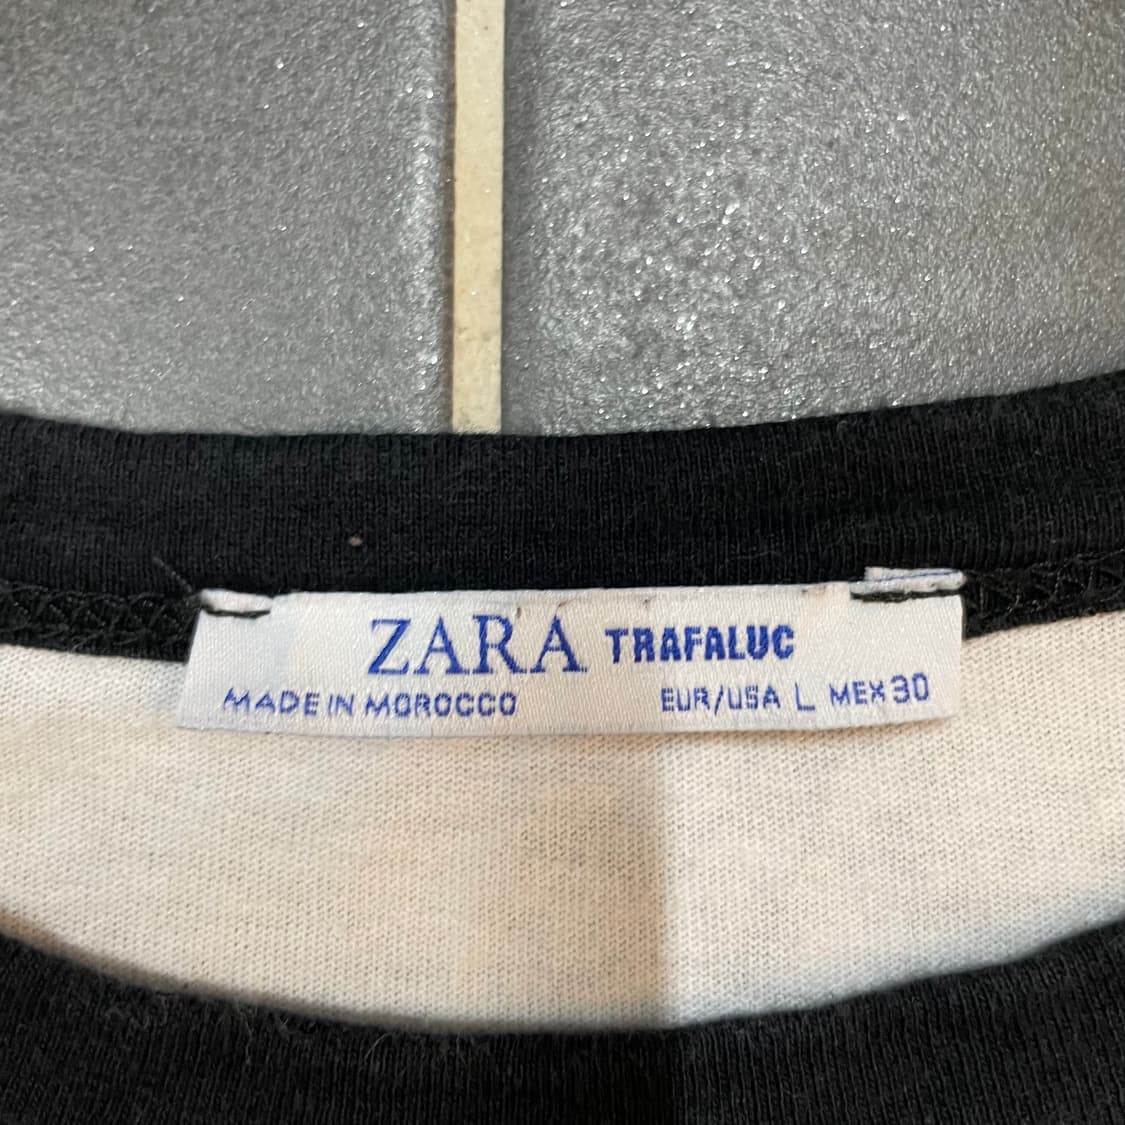 ZARA TRAFALUC
MADE IN MOROCCO EUR/USA L MEX 30